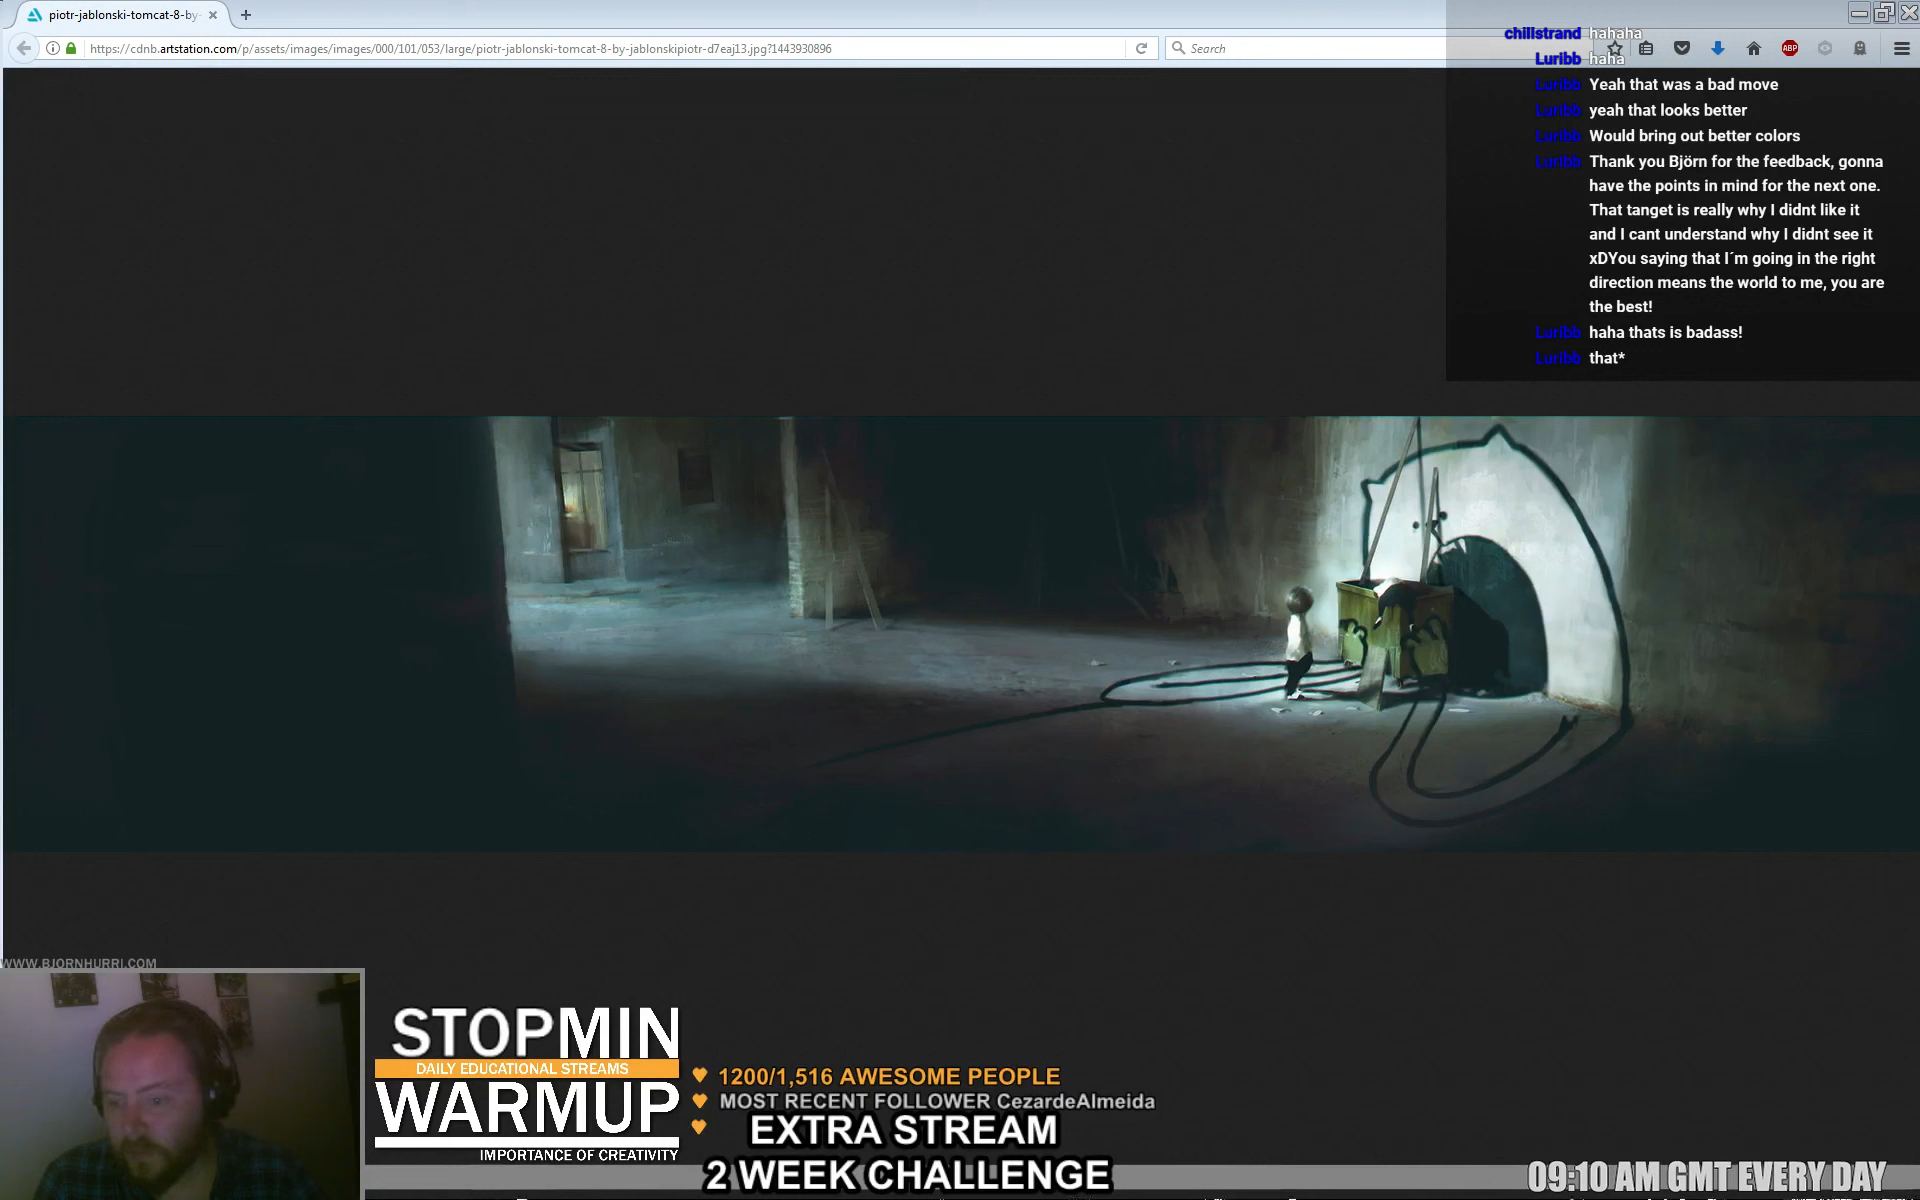 piotr-jablonski-tomcat-8-by-
https://cdnb.artstation.com/p/assets/images/images/000/101/053/large/piotr-jablonski-tomcat-8-by-jablonskipiotr-d7eaj13.jpg?1443930896
Search
ABP
chillstrand hahaha
Luribb haha
Luribb Yeah that was a bad move
Luribb yeah that looks better
Luribb Would bring out better colors
Luribb Thank you Björn for the feedback, gonna
have the points in mind for the next one.
That tanget is really why I didnt like it
and I cant understand why I didnt see it
xDYou saying that I´m going in the right
direction means the world to me, you are
the best!
Luribb haha thats is badass!
Luribb that*
WWW.BJORNHURRI.COM
STOPMIN
DAILY EDUCATIONAL STREAMS
WARMUP
IMPORTANCE OF CREATIVITY
1200/1,516 AWESOME PEOPLE
MOST RECENT FOLLOWER CezardeAlmeida
EXTRA STREAM
2 WEEK CHALLENGE
09:10 AM GMT EVERY DAY